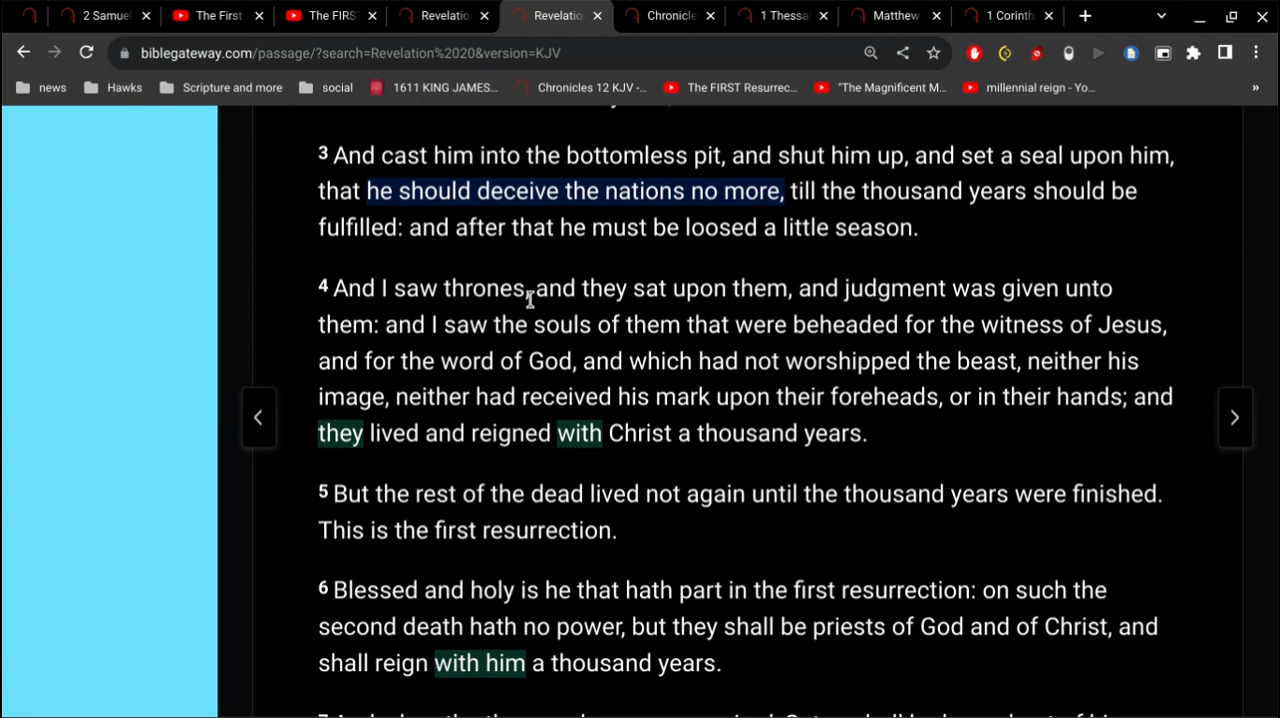 2 Samuel
The First
The FIRS
Revelatio
Revelatio
Chronicle
1 Thessa
Matthew
1 Corinth
biblegateway.com/passage/?search=Revelation%2020&version=KJV
news
Hawks
Scripture and more
social
1611 KING JAMES...
Chronicles 12 KJV -...
The FIRST Resurrec...
"The Magnificent M...
millennial reign - Yo...
»
3 And cast him into the bottomless pit, and shut him up, and set a seal upon him,
that he should deceive the nations no more, till the thousand years should be
fulfilled: and after that he must be loosed a little season.
4 And I saw thrones, and they sat upon them, and judgment was given unto
them: and I saw the souls of them that were beheaded for the witness of Jesus,
and for the word of God, and which had not worshipped the beast, neither his
image, neither had received his mark upon their foreheads, or in their hands; and
they lived and reigned with Christ a thousand years.
5 But the rest of the dead lived not again until the thousand years were finished.
This is the first resurrection.
6 Blessed and holy is he that hath part in the first resurrection: on such the
second death hath no power, but they shall be priests of God and of Christ, and
shall reign with him a thousand years.